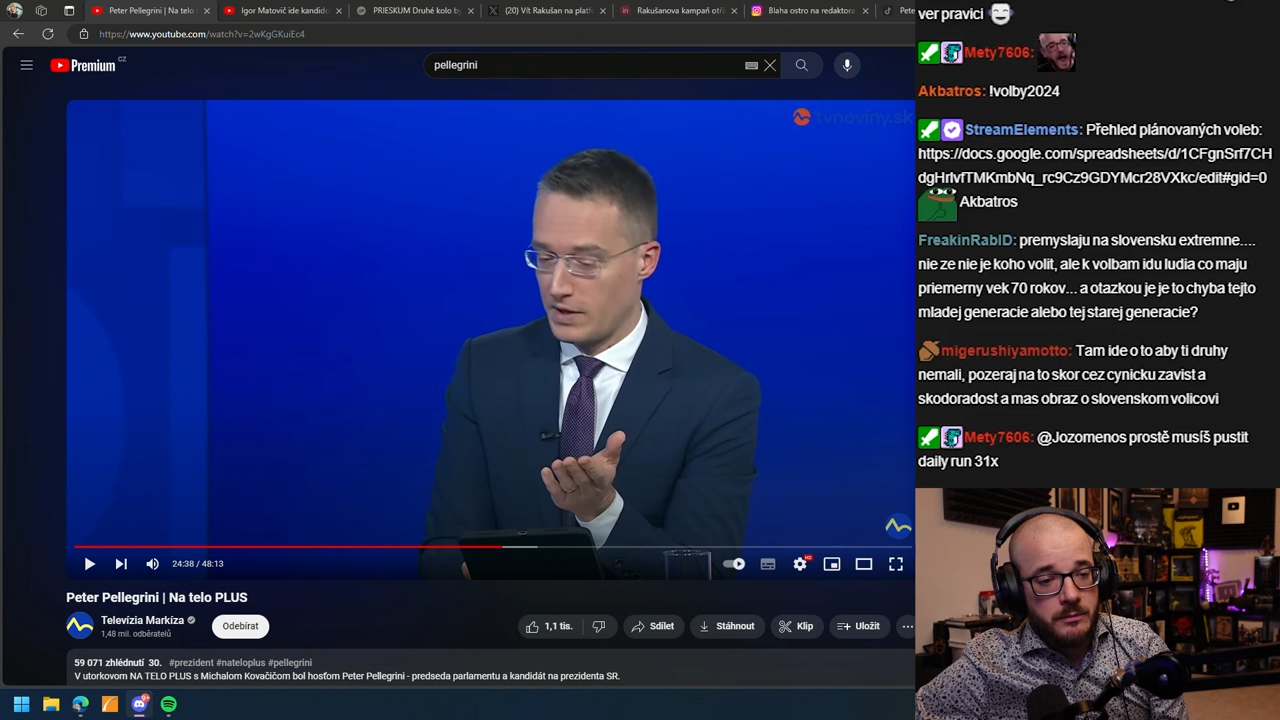 Peter Pellegrini | Na telo
Igor Matovič ide kandido
PRIESKUM Druhé kolo by
(20) Vít Rakušan na platf
Rakušanova kampaň otři
Blaha ostro na redaktora
Pete
https://www.youtube.com/watch?v=2wKgGKuiEc4
Premium CZ
pellegrini
tvnoviny.sk
24:38 / 48:13
HD
Peter Pellegrini | Na telo PLUS
Televízia Markíza
1,48 mil. odběratelů
Odebírat
1,1 tis.
Sdílet
Stáhnout
Klip
Uložit
59 071 zhlédnutí 30. #prezident #nateloplus #pellegrini
V utorkovom NA TELO PLUS s Michalom Kovačičom bol hosťom Peter Pellegrini - predseda parlamentu a kandidát na prezidenta SR.
ver pravici
Mety7606:
Akbatros: !volby2024
StreamElements: Přehled plánovaných voleb:
https://docs.google.com/spreadsheets/d/1CFgnSrf7CH
dgHrlvfTMKmbNq_rc9Cz9GDYMcr28VXkc/edit#gid=0
Akbatros
FreakinRabID: premyslaju na slovensku extremne....
nie ze nie je koho volit, ale k volbam idu ludia co maju
priemerny vek 70 rokov... a otazkou je je to chyba tejto
mladej generacie alebo tej starej generacie?
migerushiyamotto: Tam ide o to aby ti druhy
nemali, pozeraj na to skor cez cynicku zavist a
skodoradost a mas obraz o slovenskom volicovi
Mety7606: @Jozomenos prostě musíš pustit
daily run 31x